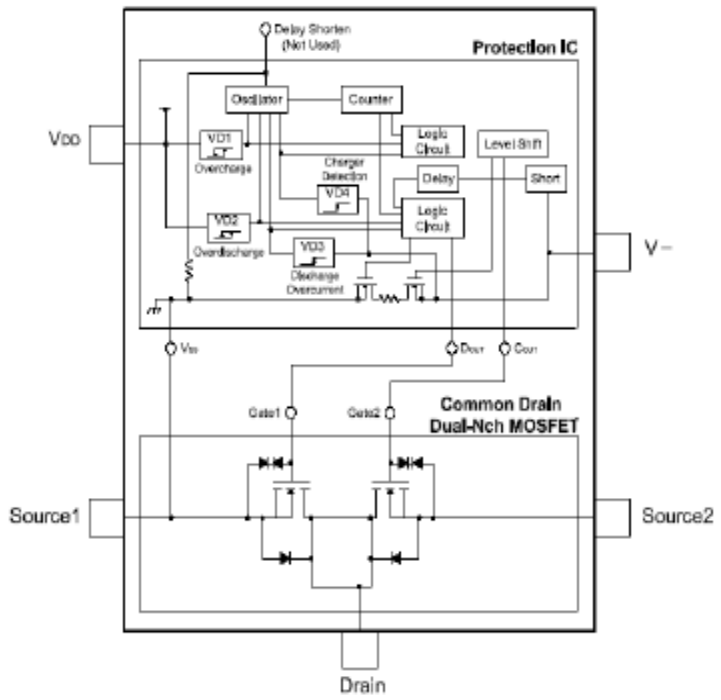 Delay Shorten
(Not Used)
Protection IC
Oscillator
Counter
VDD
VD1
Overcharge
Logic
Circuit
Level Shift
Charger
Detection
VD4
Delay
Short
VD2
Overdischarge
Logic
Circuit
VD3
Discharge
Overcurrent
V-
VSS
DOUT
COUT
Gate1
Gate2
Common Drain
Dual-Nch MOSFET
Source1
Source2
Drain